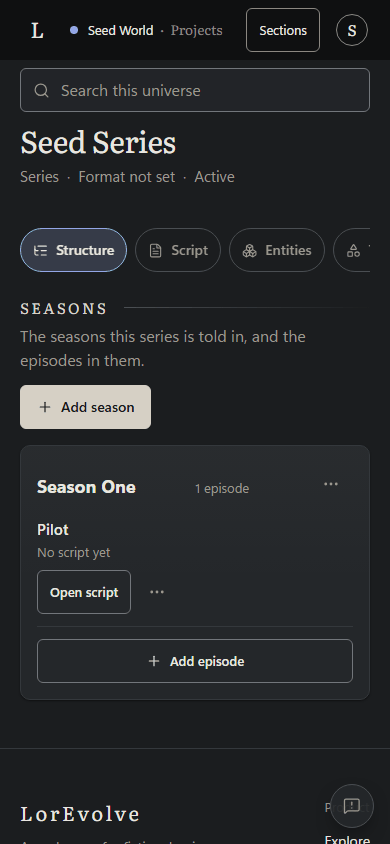 L Seed World · Projects Sections S
Search this universe
Seed Series
Series · Format not set · Active
Structure Script Entities
SEASONS
The seasons this series is told in, and the
episodes in them.
+ Add season
Season One 1 episode ...
Pilot
No script yet
Open script ...
+ Add episode
LorEvolve
Explore